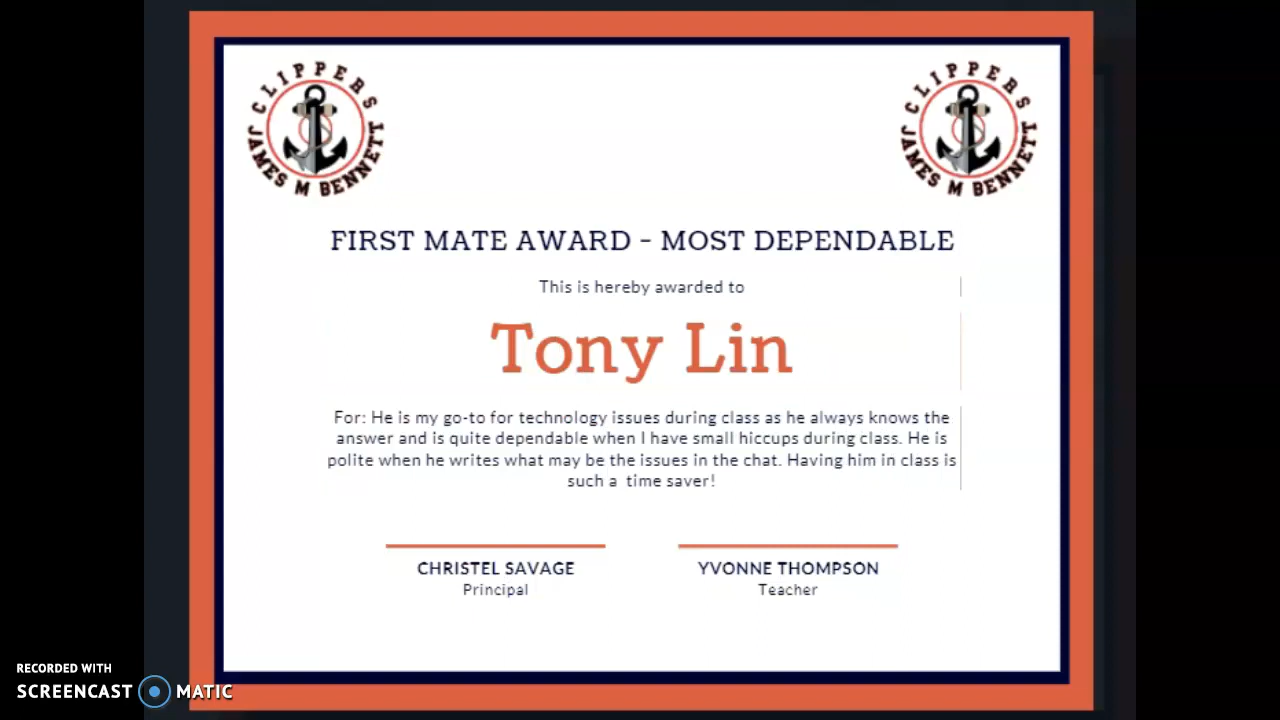 CLIPPERS
JAMES M BENNETT
CLIPPERS
JAMES M BENNETT
FIRST MATE AWARD - MOST DEPENDABLE
This is hereby awarded to
Tony Lin
For: He is my go-to for technology issues during class as he always knows the
answer and is quite dependable when I have small hiccups during class. He is
polite when he writes what may be the issues in the chat. Having him in class is
such a time saver!
CHRISTEL SAVAGE
Principal
YVONNE THOMPSON
Teacher
RECORDED WITH
SCREENCAST MATIC